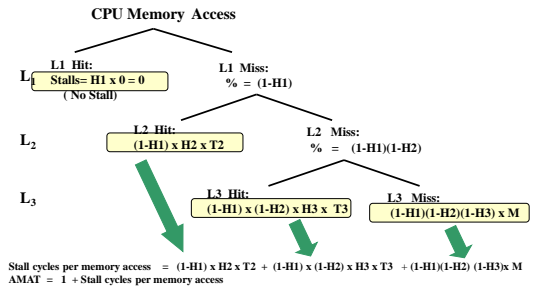 CPU Memory Access
L1 Hit:
L1 Stalls= H1 x 0 = 0
( No Stall)
L1 Miss:
% = (1-H1)
L2
L2 Hit:
(1-H1) x H2 x T2
L2 Miss:
% = (1-H1)(1-H2)
L3
L3 Hit:
(1-H1) x (1-H2) x H3 x T3
L3 Miss:
(1-H1)(1-H2)(1-H3) x M
Stall cycles per memory access = (1-H1) x H2 x T2 + (1-H1) x (1-H2) x H3 x T3 + (1-H1)(1-H2) (1-H3)x M
AMAT = 1 + Stall cycles per memory access